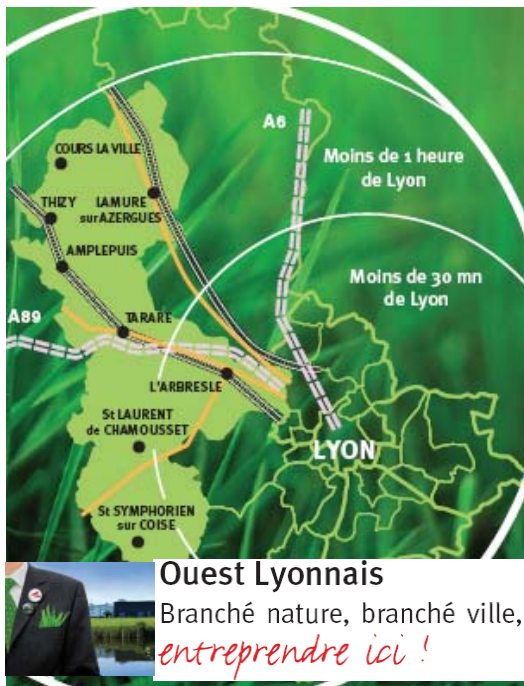 COURS LA VILLE
A6
Moins de 1 heure
de Lyon
THIZY
LAMURE
sur AZERGUES
AMPLEPUIS
Moins de 30 mn
de Lyon
A89
TARARE
L'ARBRESLE
St LAURENT
de CHAMOUSSET
LYON
St SYMPHORIEN
sur COISE
Ouest Lyonnais
Branché nature, branché ville,
entreprendre ici !